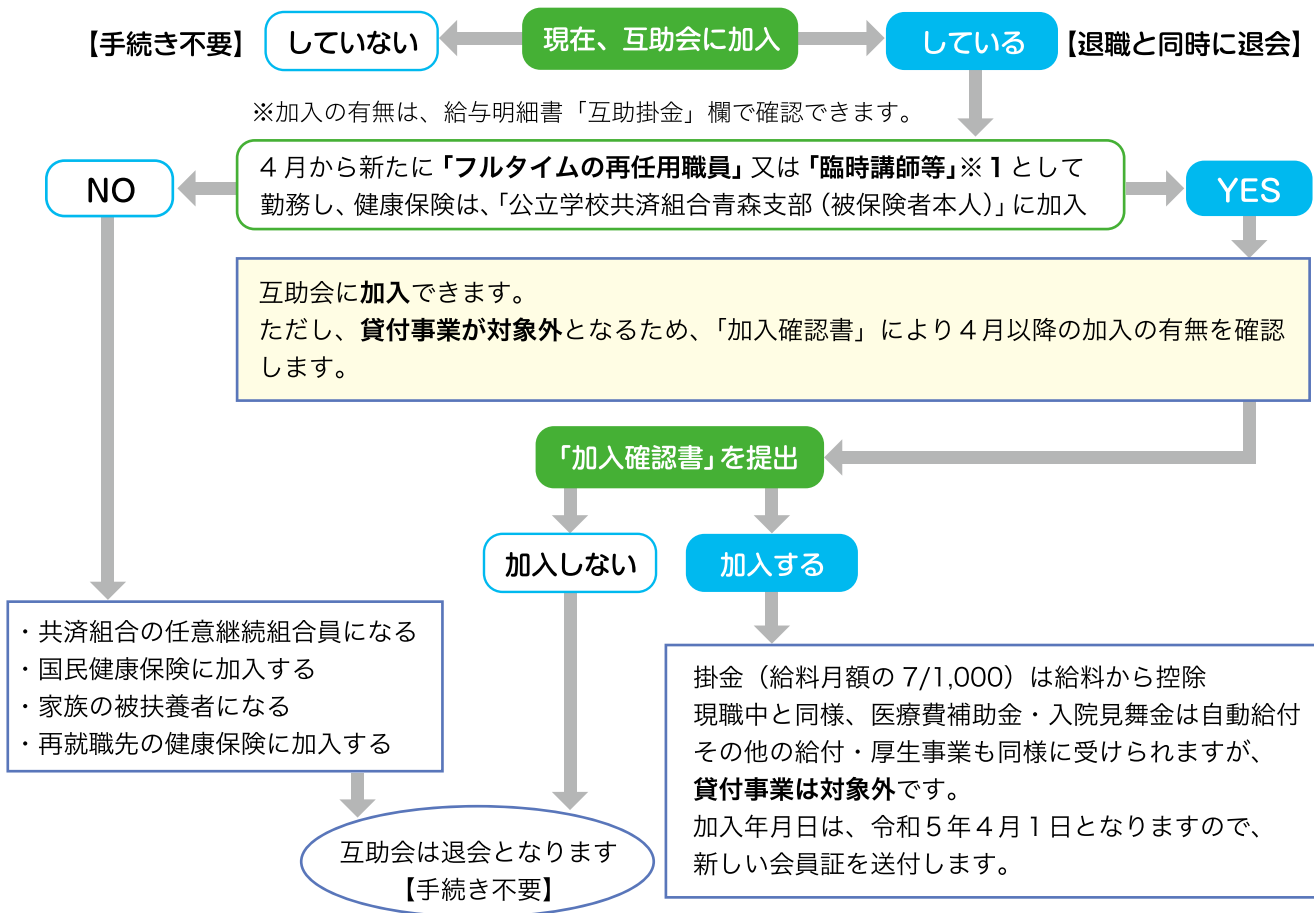 【手続き不要】 していない 現在、互助会に加入 している 【退職と同時に退会】
※加入の有無は、給与明細書「互助掛金」欄で確認できます。
NO
４月から新たに「フルタイムの再任用職員」又は「臨時講師等」※１として
勤務し、健康保険は、「公立学校共済組合青森支部（被保険者本人）」に加入
YES
互助会に加入できます。
ただし、貸付事業が対象外となるため、「加入確認書」により４月以降の加入の有無を確認
します。
「加入確認書」を提出
加入しない
加入する
・共済組合の任意継続組合員になる
・国民健康保険に加入する
・家族の被扶養者になる
・再就職先の健康保険に加入する
掛金（給料月額の 7/1,000）は給料から控除
現職中と同様、医療費補助金・入院見舞金は自動給付
その他の給付・厚生事業も同様に受けられますが、
貸付事業は対象外です。
加入年月日は、令和５年４月１日となりますので、
新しい会員証を送付します。
互助会は退会となります
【手続き不要】